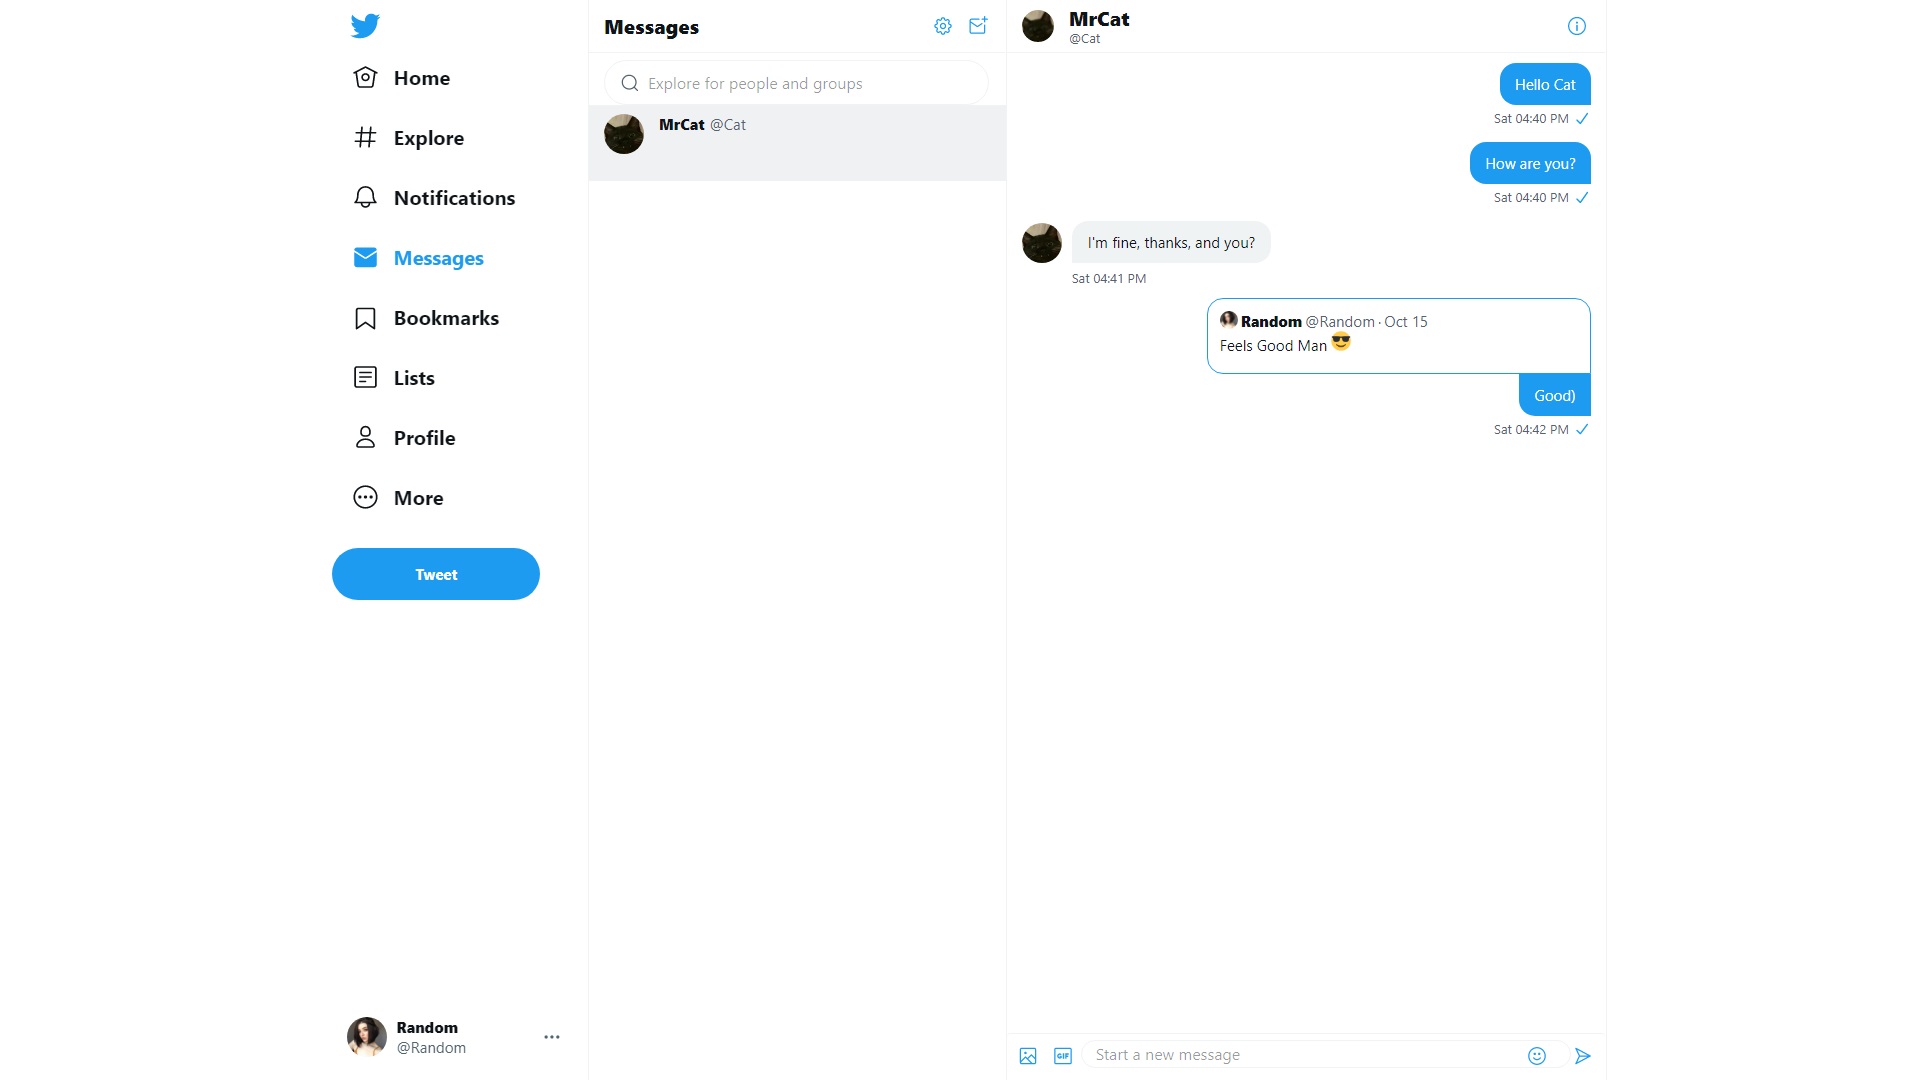 Home
Explore
Notifications
Messages
Bookmarks
Lists
Profile
More
Tweet
Random
@Random
Messages
Explore for people and groups
MrCat @Cat
MrCat
@Cat
Hello Cat
Sat 04:40 PM
How are you?
Sat 04:40 PM
I'm fine, thanks, and you?
Sat 04:41 PM
Random @Random · Oct 15
Feels Good Man 😎
Good)
Sat 04:42 PM
GIF
Start a new message